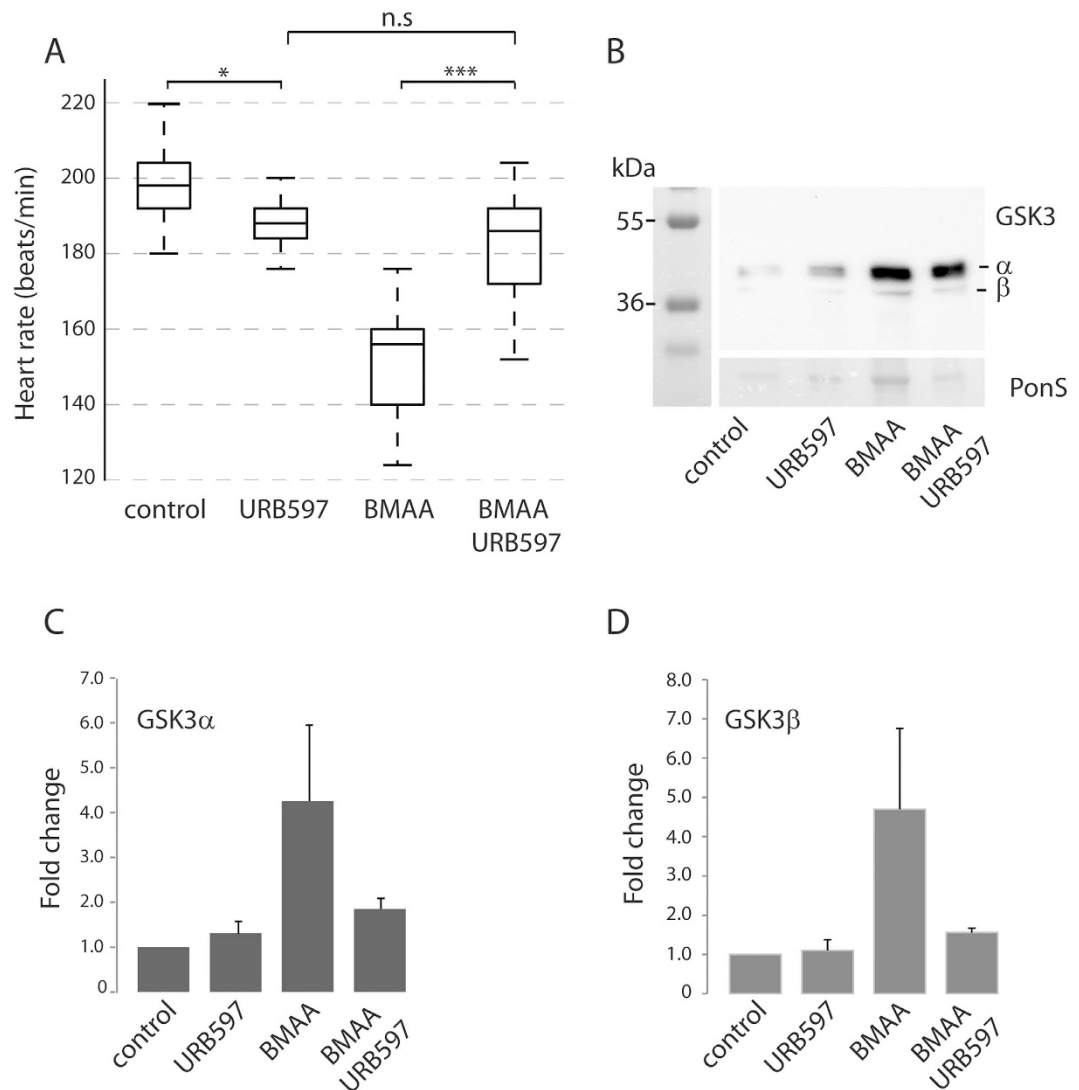 A
n.s
*
***
Heart rate (beats/min)
220
200
180
160
140
120
control
URB597
BMAA
BMAA
URB597
B
kDa
55
36
GSK3
α
β
PonS
control
URB597
BMAA
BMAA
URB597
C
GSK3α
Fold change
7.0
6.0
5.0
4.0
3.0
2.0
1.0
0
control
URB597
BMAA
BMAA
URB597
D
GSK3β
Fold change
8.0
7.0
6.0
5.0
4.0
3.0
2.0
1.0
0
control
URB597
BMAA
BMAA
URB597